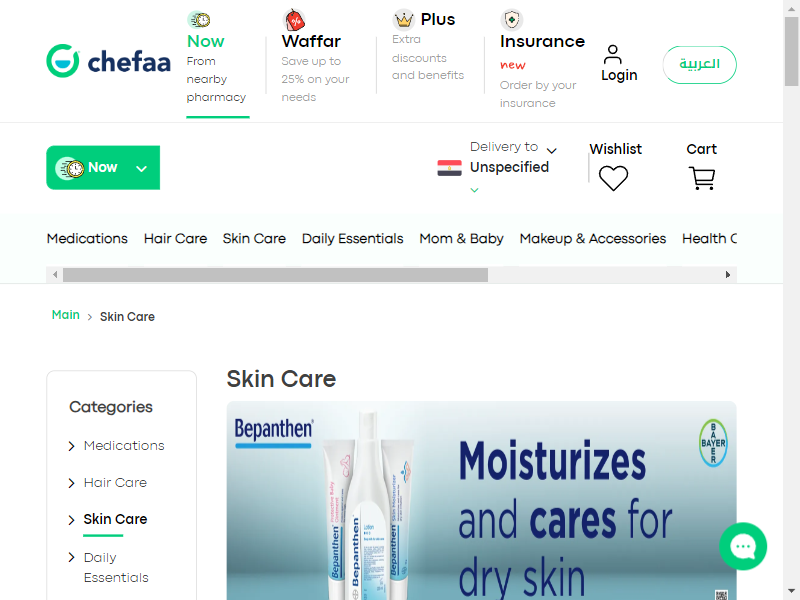 chefaa
Now
From
nearby
pharmacy
Waffar
Save up to
25% on your
needs
Plus
Extra
discounts
and benefits
Insurance
new
Order by your
insurance
Login
العربية
Now
Delivery to
Unspecified
Wishlist
Cart
Medications
Hair Care
Skin Care
Daily Essentials
Mom & Baby
Makeup & Accessories
Health C
Main > Skin Care
Categories
Medications
Hair Care
Skin Care
Daily
Essentials
Skin Care
Bepanthen®
BAYER
BAYER
Moisturizes
and cares for
dry skin
Bepanthen
Bepanthen
Lotion
Bepanthen